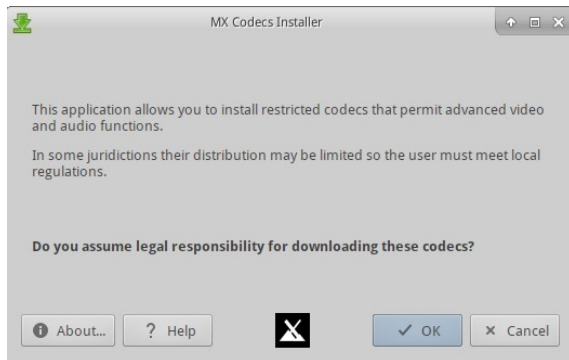 MX Codecs Installer
This application allows you to install restricted codecs that permit advanced video
and audio functions.
In some juridictions their distribution may be limited so the user must meet local
regulations.
Do you assume legal responsibility for downloading these codecs?
About... ? Help OK Cancel